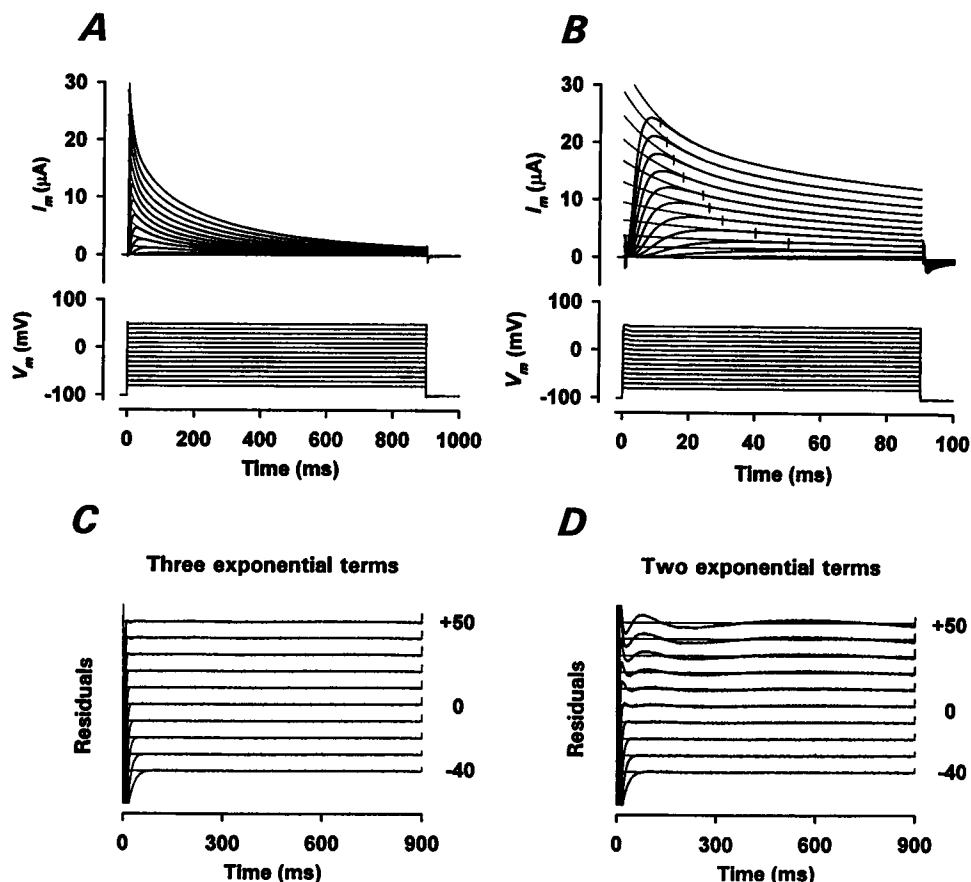 A
30
20
10
0
I_m (μA)
100
0
-100
V_m (mV)
0 200 400 600 800 1000
Time (ms)
B
30
20
10
0
I_m (μA)
100
0
-100
V_m (mV)
0 20 40 60 80 100
Time (ms)
C
Three exponential terms
Residuals
+50
0
-40
0 300 600 900
Time (ms)
D
Two exponential terms
Residuals
+50
0
-40
0 300 600 900
Time (ms)